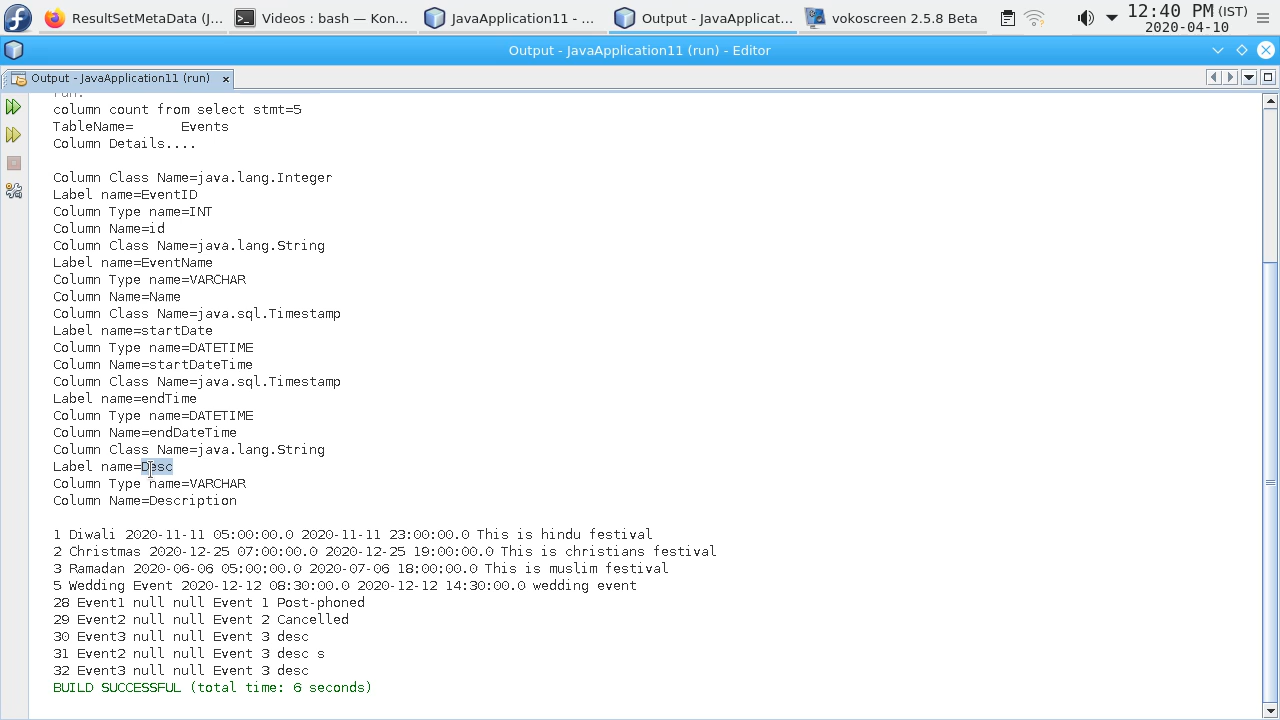 ResultSetMetaData (J...
Videos : bash — Kon...
JavaApplication11 - ...
Output - JavaApplicat...
vokoscreen 2.5.8 Beta
12:40 PM (IST)
2020-04-10
Output - JavaApplication11 (run) - Editor
Output - JavaApplication11 (run)
run:
column count from select stmt=5
TableName= Events
Column Details....
Column Class Name=java.lang.Integer
Label name=EventID
Column Type name=INT
Column Name=id
Column Class Name=java.lang.String
Label name=EventName
Column Type name=VARCHAR
Column Name=Name
Column Class Name=java.sql.Timestamp
Label name=startDate
Column Type name=DATETIME
Column Name=startDateTime
Column Class Name=java.sql.Timestamp
Label name=endTime
Column Type name=DATETIME
Column Name=endDateTime
Column Class Name=java.lang.String
Label name=Desc
Column Type name=VARCHAR
Column Name=Description
1 Diwali 2020-11-11 05:00:00.0 2020-11-11 23:00:00.0 This is hindu festival
2 Christmas 2020-12-25 07:00:00.0 2020-12-25 19:00:00.0 This is christians festival
3 Ramadan 2020-06-06 05:00:00.0 2020-07-06 18:00:00.0 This is muslim festival
5 Wedding Event 2020-12-12 08:30:00.0 2020-12-12 14:30:00.0 wedding event
28 Event1 null null Event 1 Post-phoned
29 Event2 null null Event 2 Cancelled
30 Event3 null null Event 3 desc
31 Event2 null null Event 3 desc s
32 Event3 null null Event 3 desc
BUILD SUCCESSFUL (total time: 6 seconds)